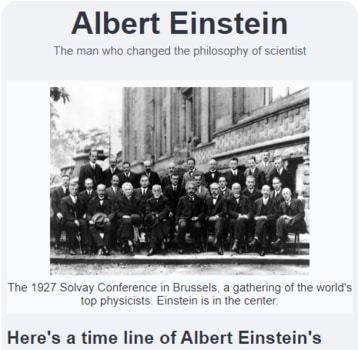 Albert Einstein
The man who changed the philosophy of scientist
The 1927 Solvay Conference in Brussels, a gathering of the world's
top physicists. Einstein is in the center.
Here's a time line of Albert Einstein's